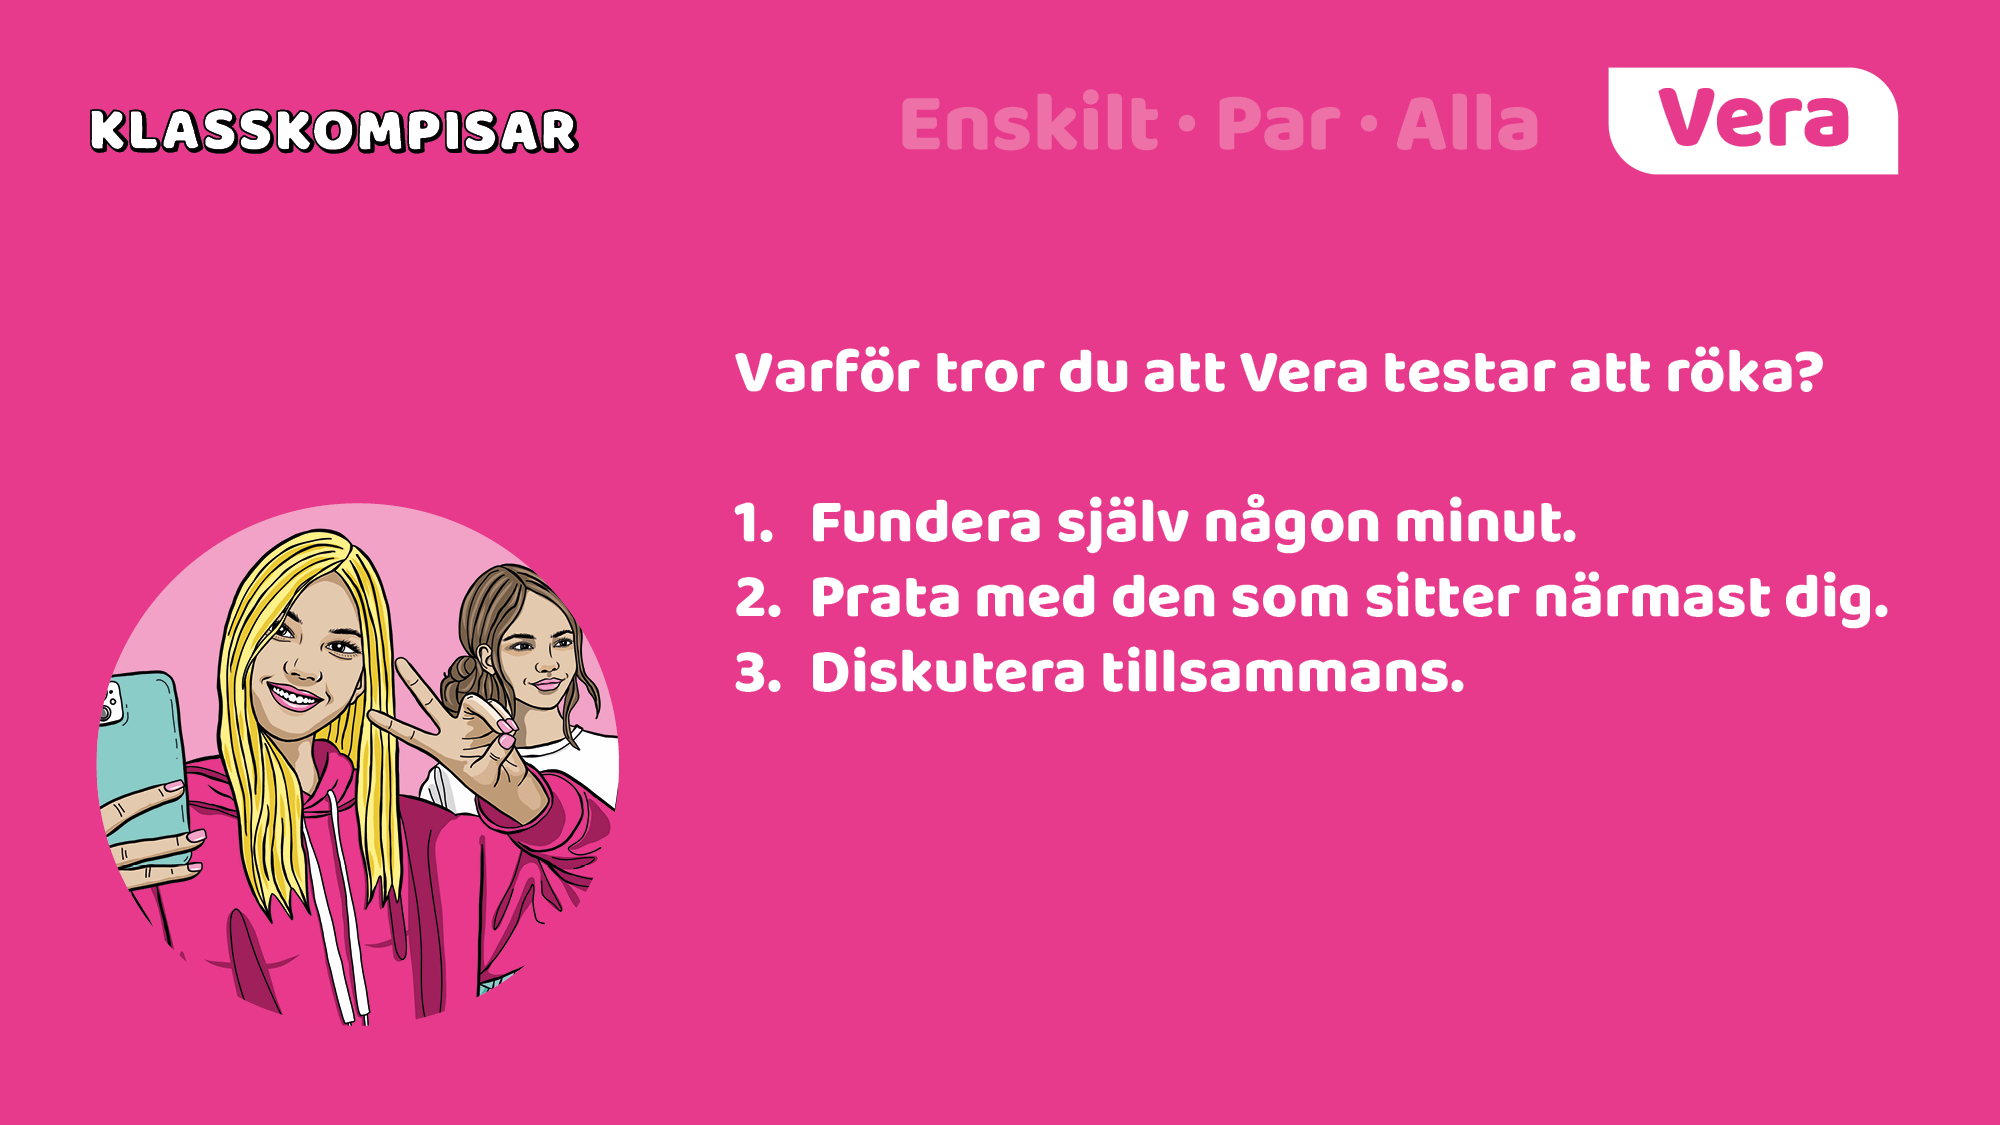 KLASSKOMPISAR
Enskilt • Par • Alla
Vera
Varför tror du att Vera testar att röka?
1. Fundera själv någon minut.
2. Prata med den som sitter närmast dig.
3. Diskutera tillsammans.